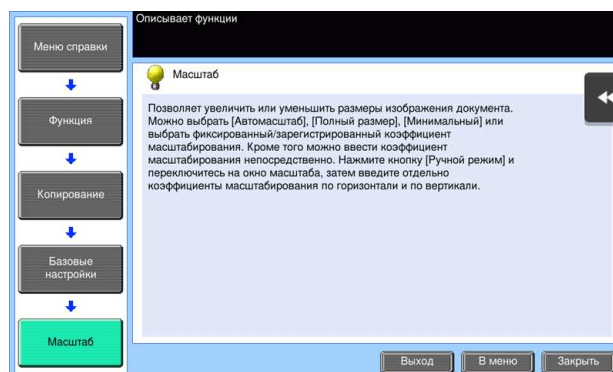 Описывает функции
Меню справки
Функция
Копирование
Базовые
настройки
Масштаб
Масштаб
Позволяет увеличить или уменьшить размеры изображения документа.
Можно выбрать [Автомасштаб], [Полный размер], [Минимальный] или
выбрать фиксированный/зарегистрированный коэффициент
масштабирования. Кроме того можно ввести коэффициент
масштабирования непосредственно. Нажмите кнопку [Ручной режим] и
переключитесь на окно масштаба, затем введите отдельно
коэффициенты масштабирования по горизонтали и по вертикали.
Выход
В меню
Закрыть